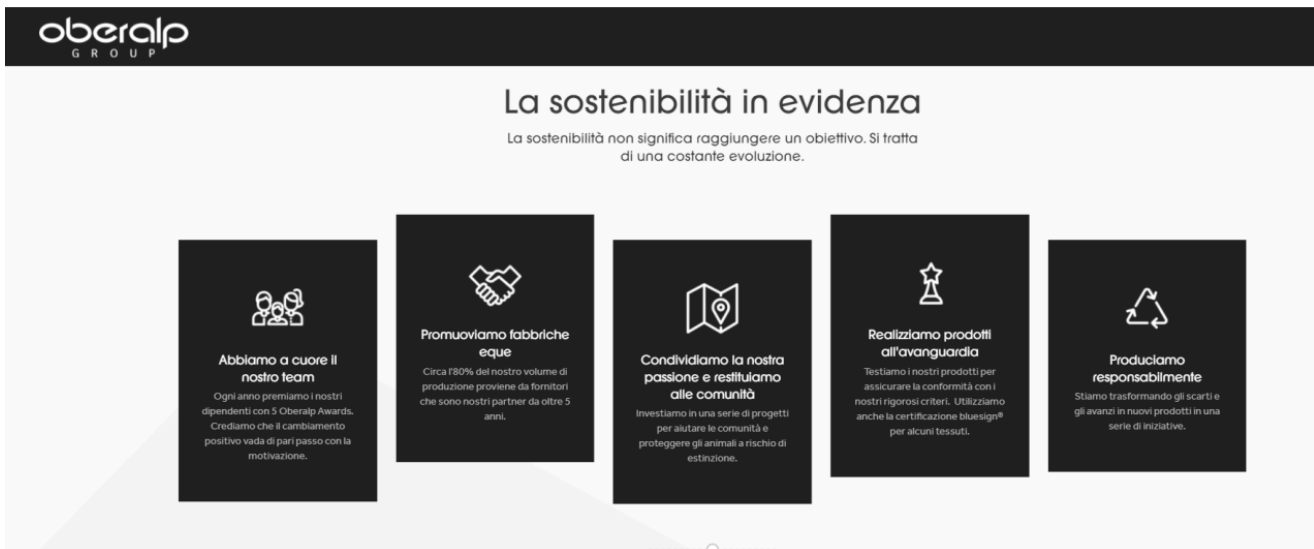 oberalp
GROUP
La sostenibilità in evidenza
La sostenibilità non significa raggiungere un obiettivo. Si tratta
di una costante evoluzione.
Abbiamo a cuore il
nostro team
Ogni anno premiamo i nostri
dipendenti con 5 Oberalp Awards.
Crediamo che il cambiamento
positivo vada di pari passo con la
motivazione.
Promuoviamo fabbriche
eque
Circa l'80% del nostro volume di
produzione proviene da fornitori
che sono nostri partner da oltre 5
anni.
Condividiamo la nostra
passione e restituiamo
alle comunità
Investiamo in una serie di progetti
per aiutare le comunità e
proteggere gli animali a rischio di
estinzione.
Realizziamo prodotti
all'avanguardia
Testiamo i nostri prodotti per
assicurare la conformità con i
nostri rigorosi criteri. Utilizziamo
anche la certificazione bluesign®
per alcuni tessuti.
Produciamo
responsabilmente
Stiamo trasformando gli scarti e
gli avanzi in nuovi prodotti in una
serie di iniziative.